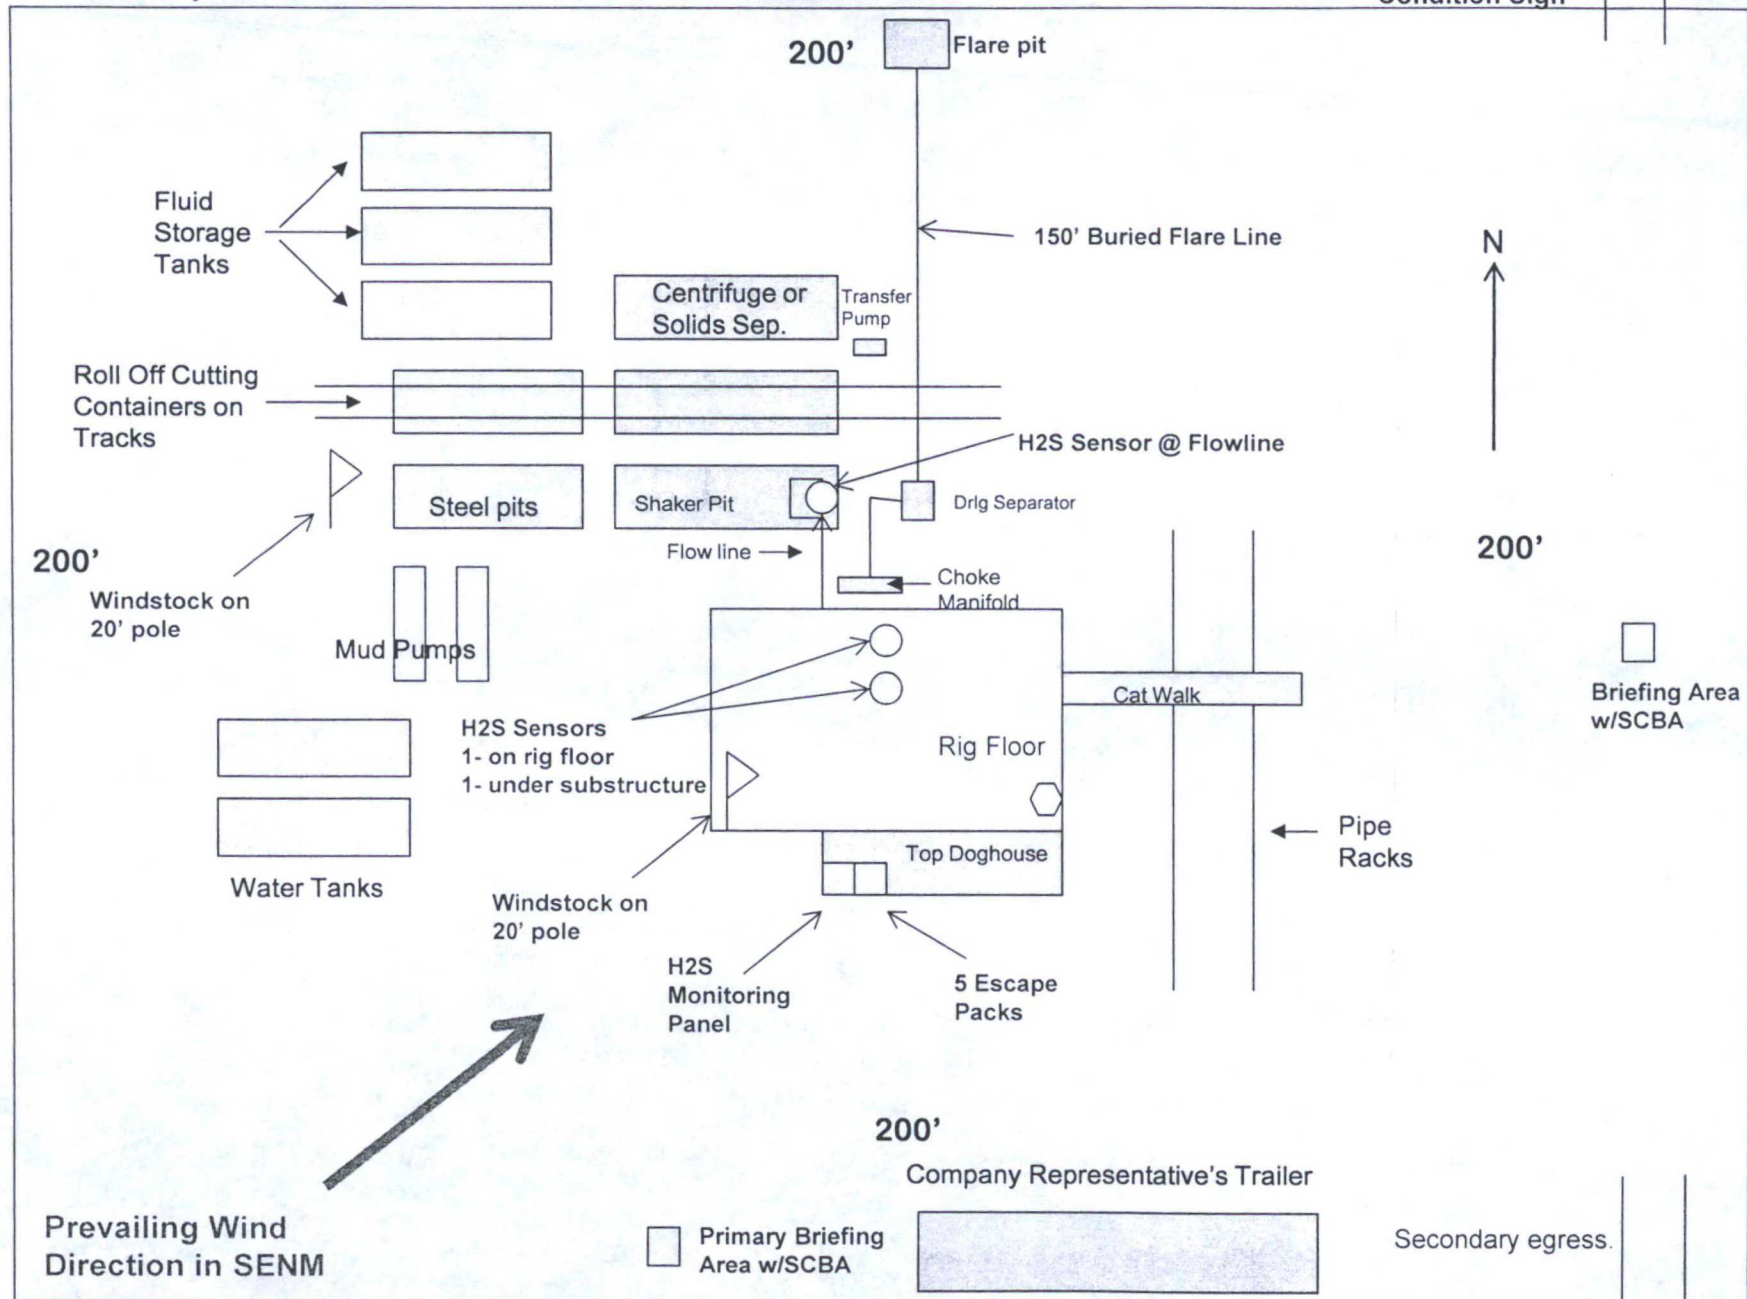 Condition Sign
200'
Flare pit
Fluid
Storage
Tanks
150' Buried Flare Line
N
Centrifuge or
Solids Sep.
Transfer
Pump
Roll Off Cutting
Containers on
Tracks
H2S Sensor @ Flowline
Steel pits
Shaker Pit
Drlg Separator
Flow line
200'
200'
Windstock on
20' pole
Choke
Manifold
Mud Pumps
Cat Walk
Briefing Area
w/SCBA
H2S Sensors
1- on rig floor
1- under substructure
Rig Floor
Pipe
Racks
Top Doghouse
Water Tanks
Windstock on
20' pole
H2S
Monitoring
Panel
5 Escape
Packs
200'
Company Representative's Trailer
Prevailing Wind
Direction in SENM
Primary Briefing
Area w/SCBA
Secondary egress.